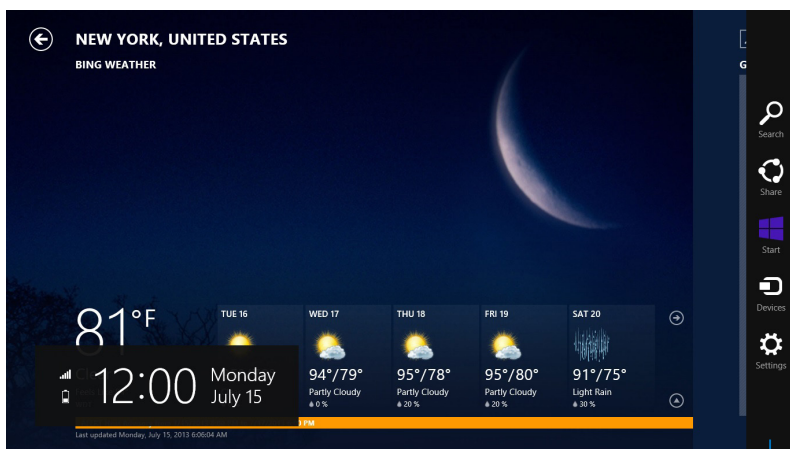 NEW YORK, UNITED STATES
BING WEATHER
G
Search
Share
Start
Devices
Settings
81°F
TUE 16
WED 17
94°/79°
Partly Cloudy
0 %
THU 18
95°/78°
Partly Cloudy
20 %
FRI 19
95°/80°
Partly Cloudy
20 %
SAT 20
91°/75°
Light Rain
30 %
12:00
Monday
July 15
PM
Last updated Monday, July 15, 2013 6:06:04 AM